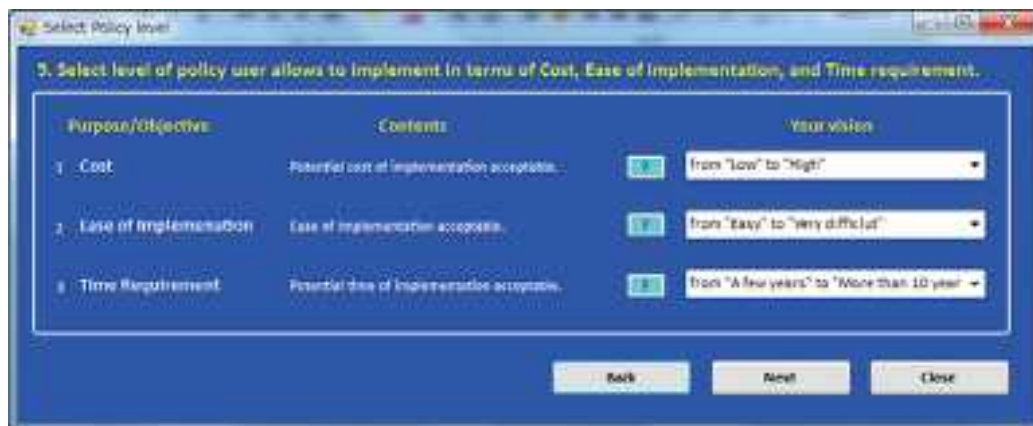 Select Policy level
5. Select level of policy user allows to implement in terms of Cost, Ease of Implementation, and Time requirement.
Purpose/Objective Contents Your vision
1 Cost Potential cost of implementation acceptable. from "Low" to "High"
2 Ease of Implemenation Ease of implementation acceptable. from "Easy" to "Very difficlut"
3 Time Requirement Potential time of implementation acceptable. from "A few years" to "More than 10 year
Back Next Close